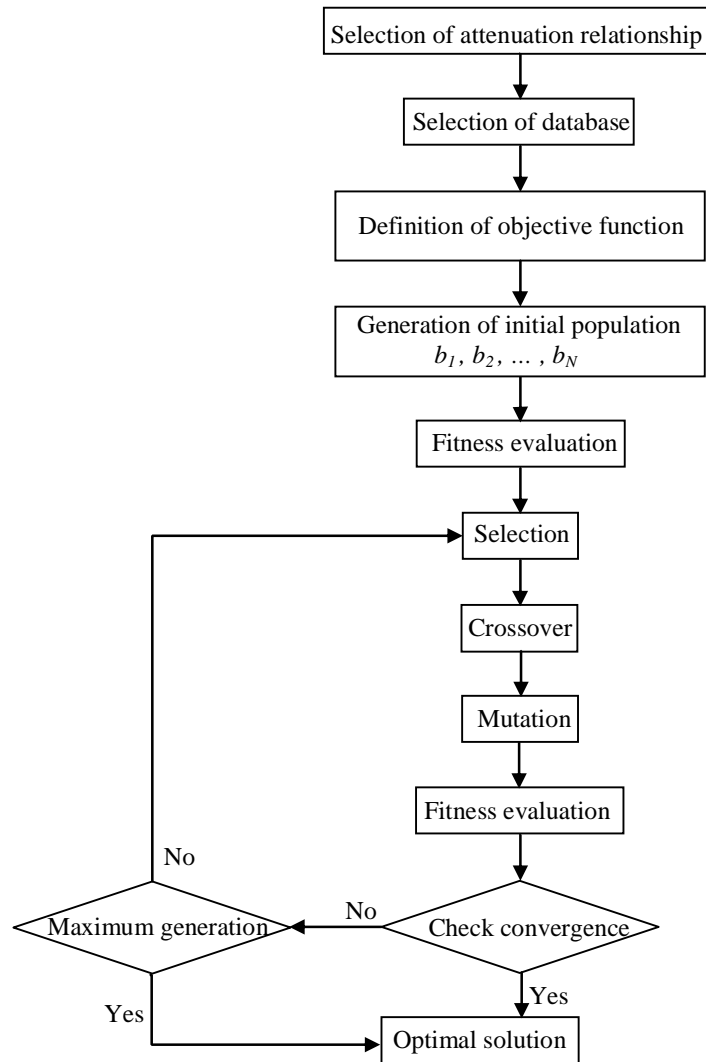 Selection of attenuation relationship
Selection of database
Definition of objective function
Generation of initial population
b1, b2, ... , bN
Fitness evaluation
Selection
Crossover
Mutation
Fitness evaluation
No
Maximum generation
No
Check convergence
Yes
Yes
Optimal solution